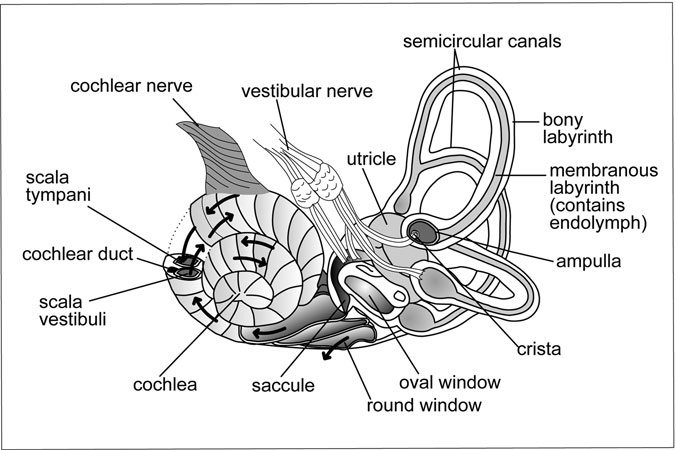 semicircular canals
cochlear nerve
vestibular nerve
bony
labyrinth
utricle
scala
tympani
membranous
labyrinth
(contains
endolymph)
cochlear duct
ampulla
scala
vestibuli
crista
cochlea
saccule
oval window
round window